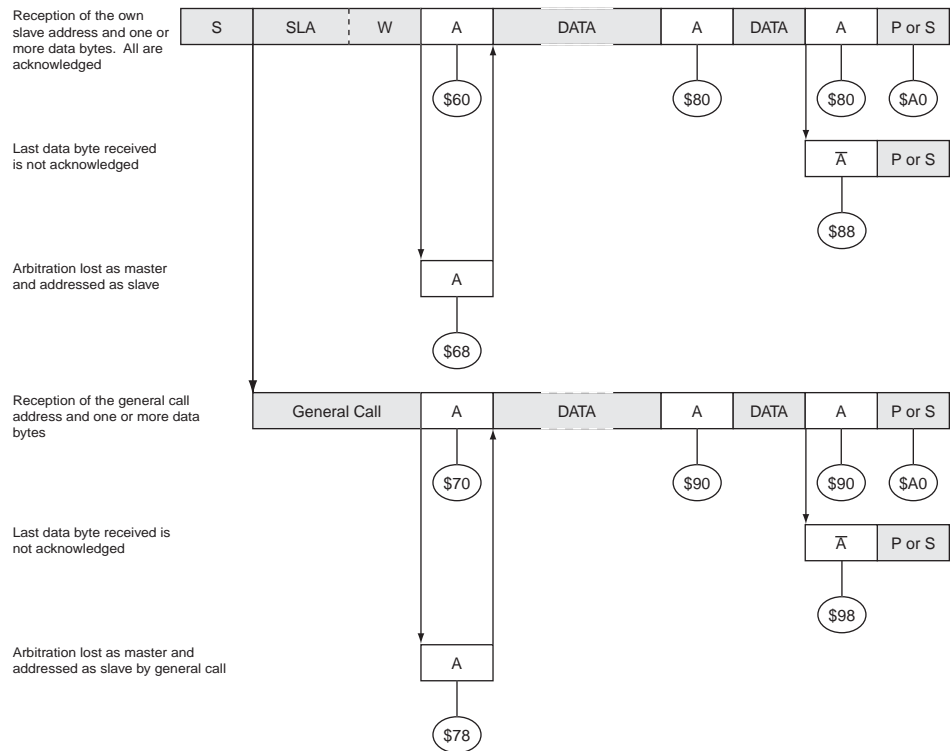 Reception of the own
slave address and one or
more data bytes. All are
acknowledged
S SLA W A DATA A DATA A P or S
$60 $80 $80 $A0
Last data byte received
is not acknowledged
A̅ P or S
$88
Arbitration lost as master
and addressed as slave
A
$68
Reception of the general call
address and one or more data
bytes
General Call A DATA A DATA A P or S
$70 $90 $90 $A0
Last data byte received is
not acknowledged
A̅ P or S
$98
Arbitration lost as master and
addressed as slave by general call
A
$78